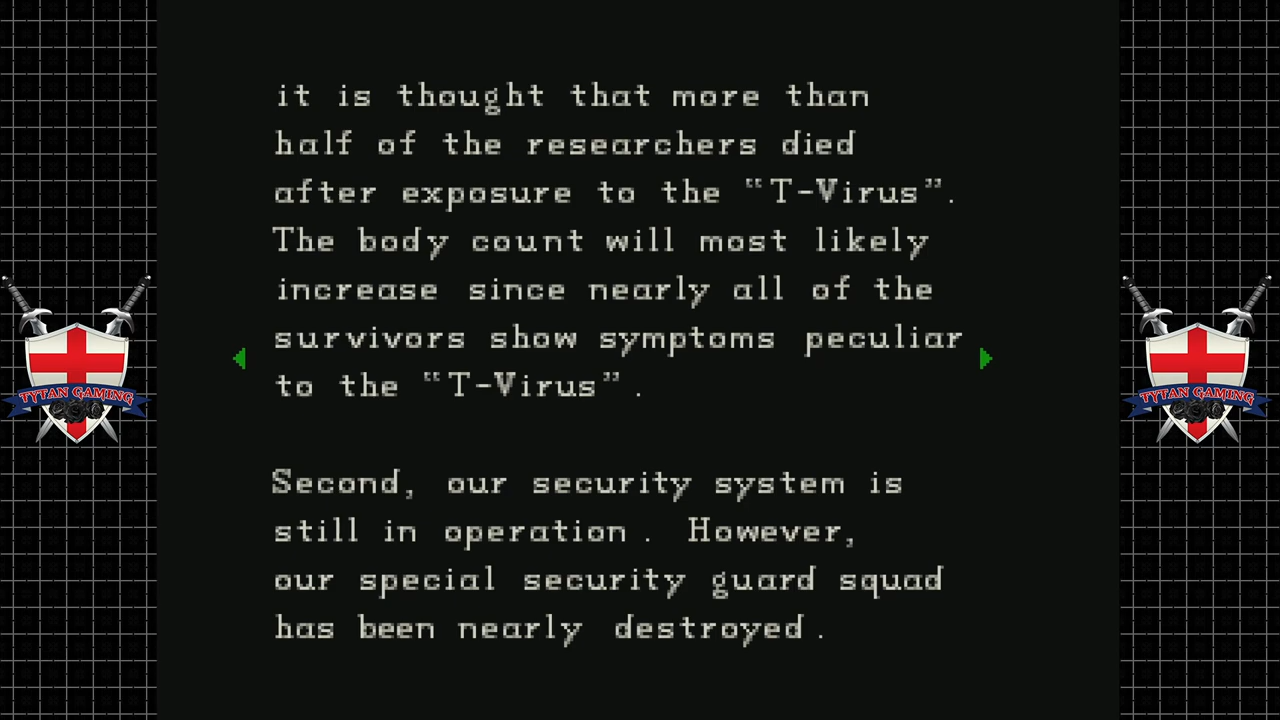 it is thought that more than
half of the researchers died
after exposure to the "T-Virus".
The body count will most likely
increase since nearly all of the
survivors show symptoms peculiar
to the "T-Virus".
Second, our security system is
still in operation. However,
our special security guard squad
has been nearly destroyed.
TYTAN GAMING
TYTAN GAMING